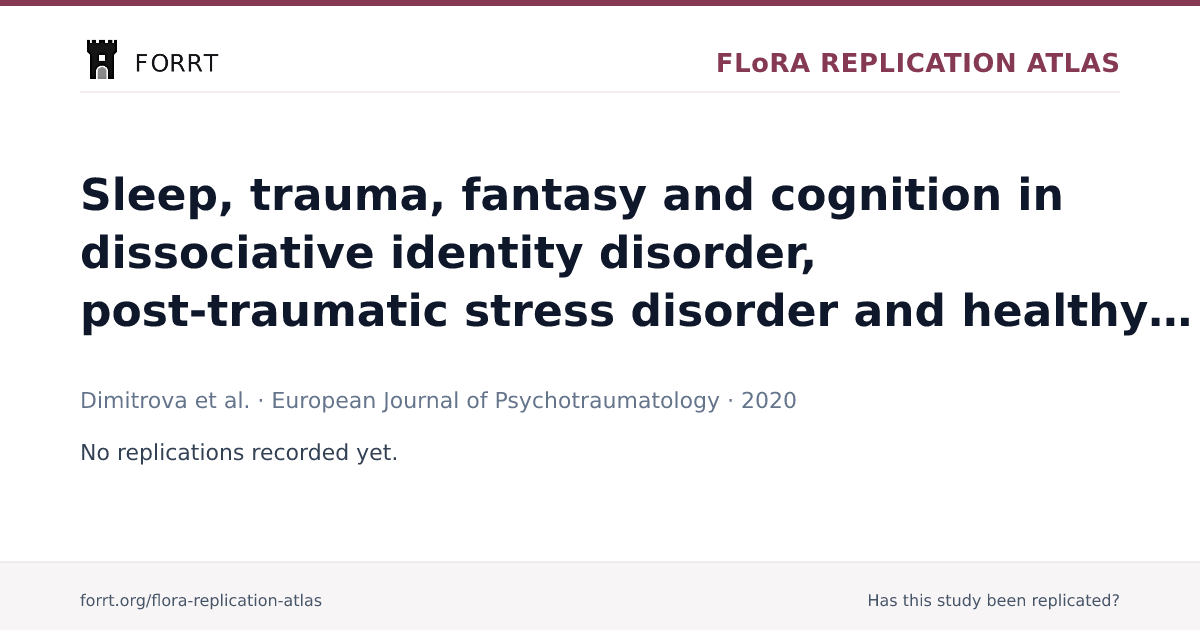 FORRT
FLoRA REPLICATION ATLAS
Sleep, trauma, fantasy and cognition in
dissociative identity disorder,
post-traumatic stress disorder and healthy…
Dimitrova et al. · European Journal of Psychotraumatology · 2020
No replications recorded yet.
forrt.org/flora-replication-atlas
Has this study been replicated?